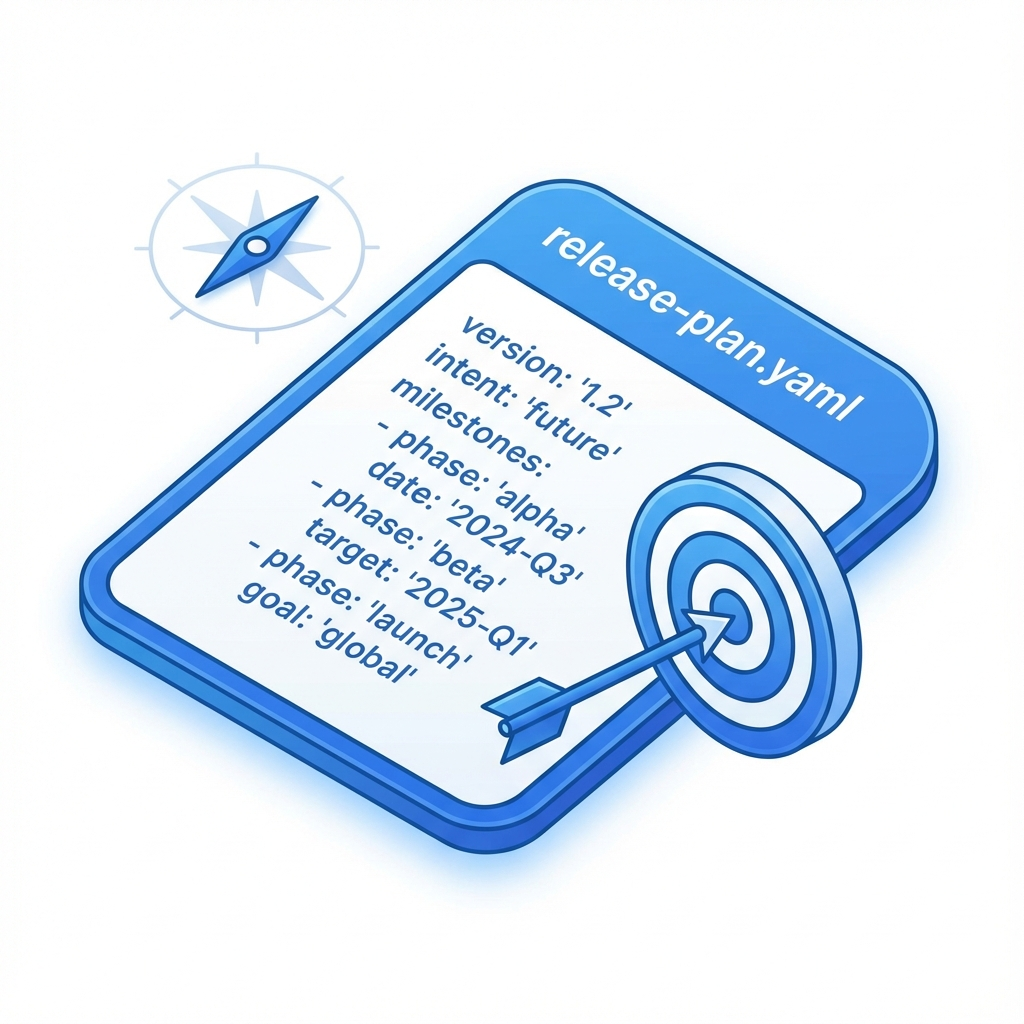 release-plan.yaml
version: '1.2'
intent: 'future'
milestones:
- phase: 'alpha'
date: '2024-Q3'
- phase: 'beta'
target: '2025-Q1'
- phase: 'launch'
goal: 'global'